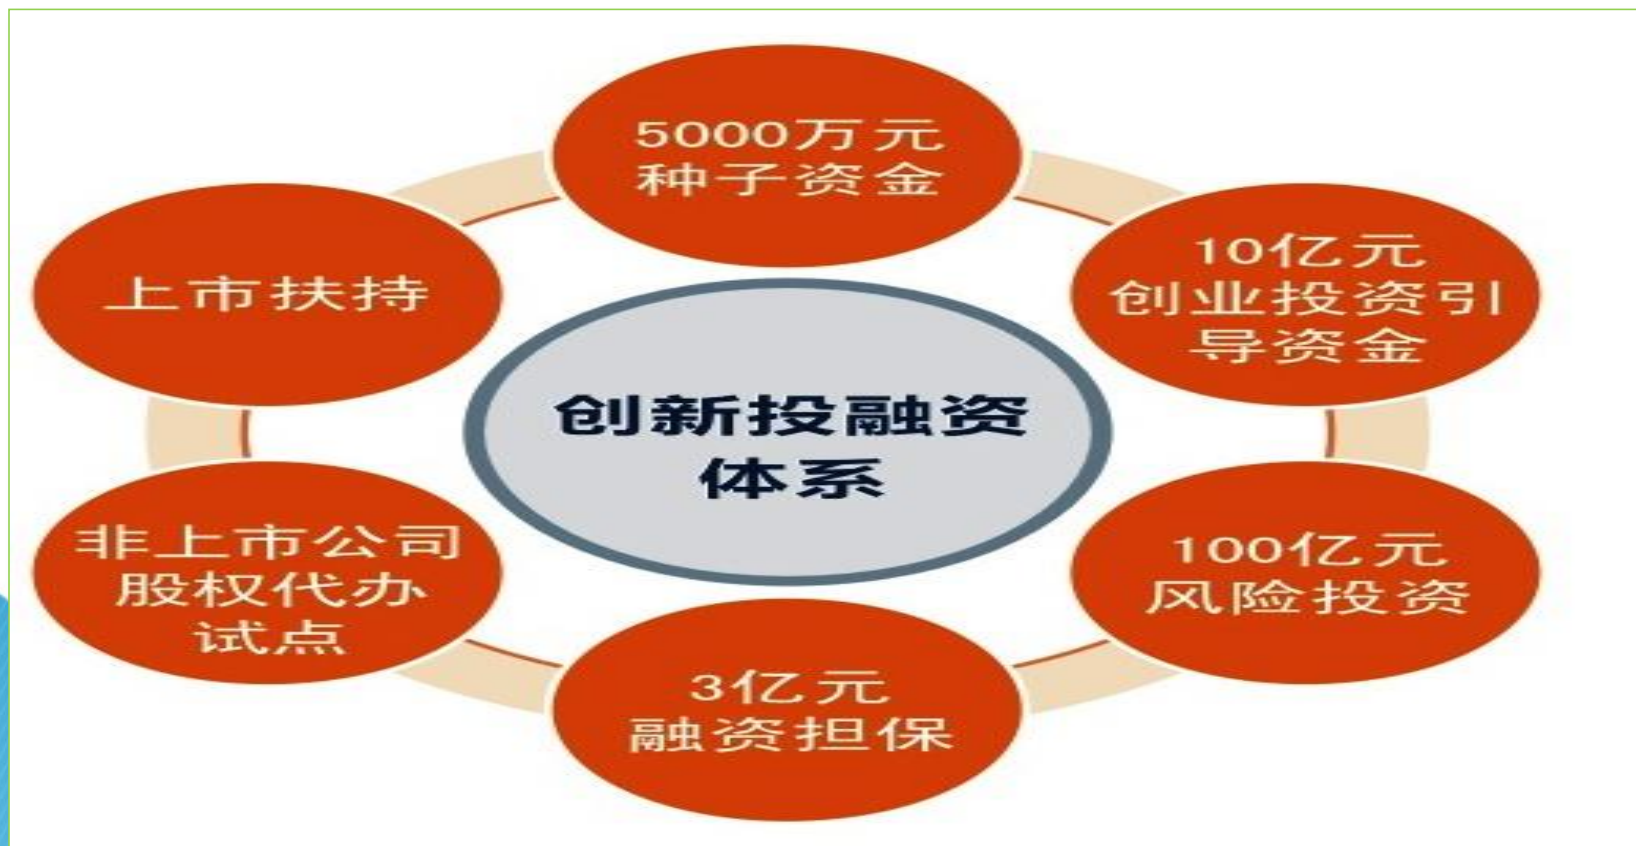 5000万元
种子资金
10亿元
创业投资引
导资金
100亿元
风险投资
3亿元
融资担保
非上市公司
股权代办
试点
上市扶持
创新投融资
体系